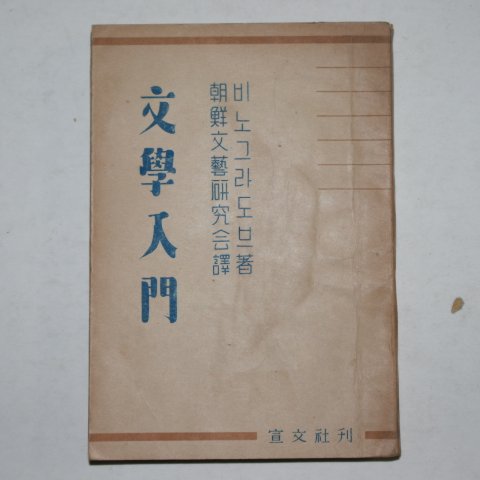 비노그라도브著
朝鮮文藝研究会譯
文學入門
宣文社刊